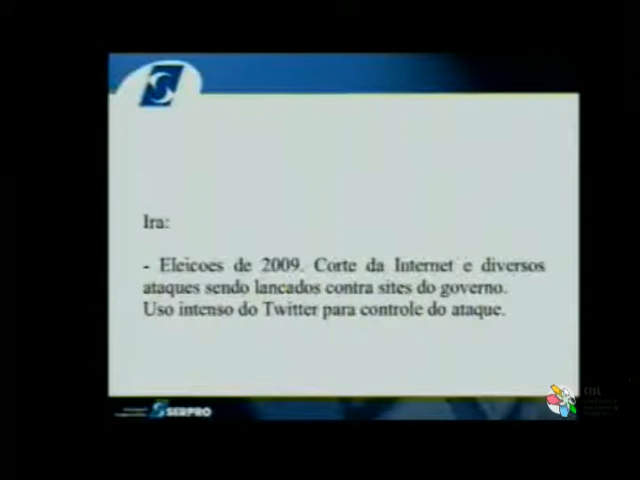 Ira:
- Eleicoes de 2009. Corte da Internet e diversos
ataques sendo lancados contra sites do governo.
Uso intenso do Twitter para controle do ataque.
SERPRO
CISL